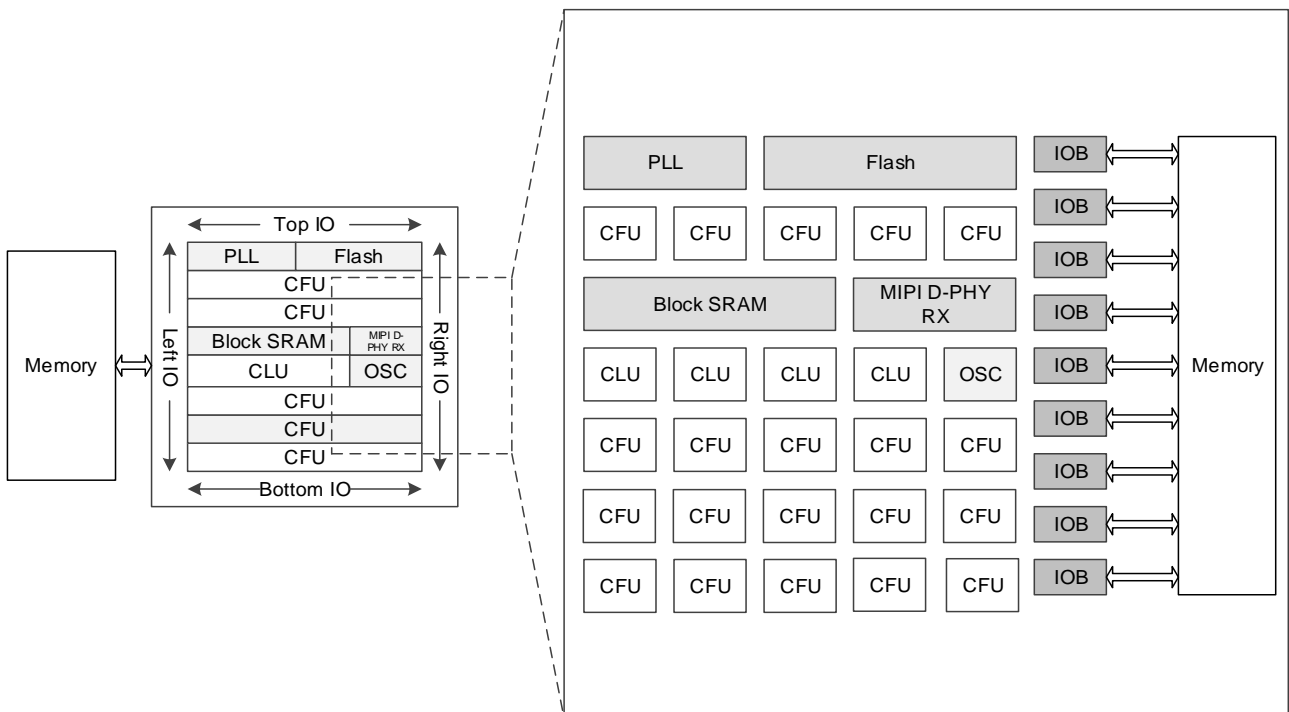 Memory
Top IO
Left IO
PLL Flash
CFU
CFU
Block SRAM MIPI D-
PHY RX
CLU OSC
CFU
CFU
CFU
Right IO
Bottom IO
PLL Flash IOB
CFU CFU CFU CFU CFU IOB
IOB
Block SRAM MIPI D-PHY
RX IOB
CLU CLU CLU CLU OSC IOB Memory
CFU CFU CFU CFU CFU IOB
IOB
CFU CFU CFU CFU CFU IOB
CFU CFU CFU CFU CFU IOB